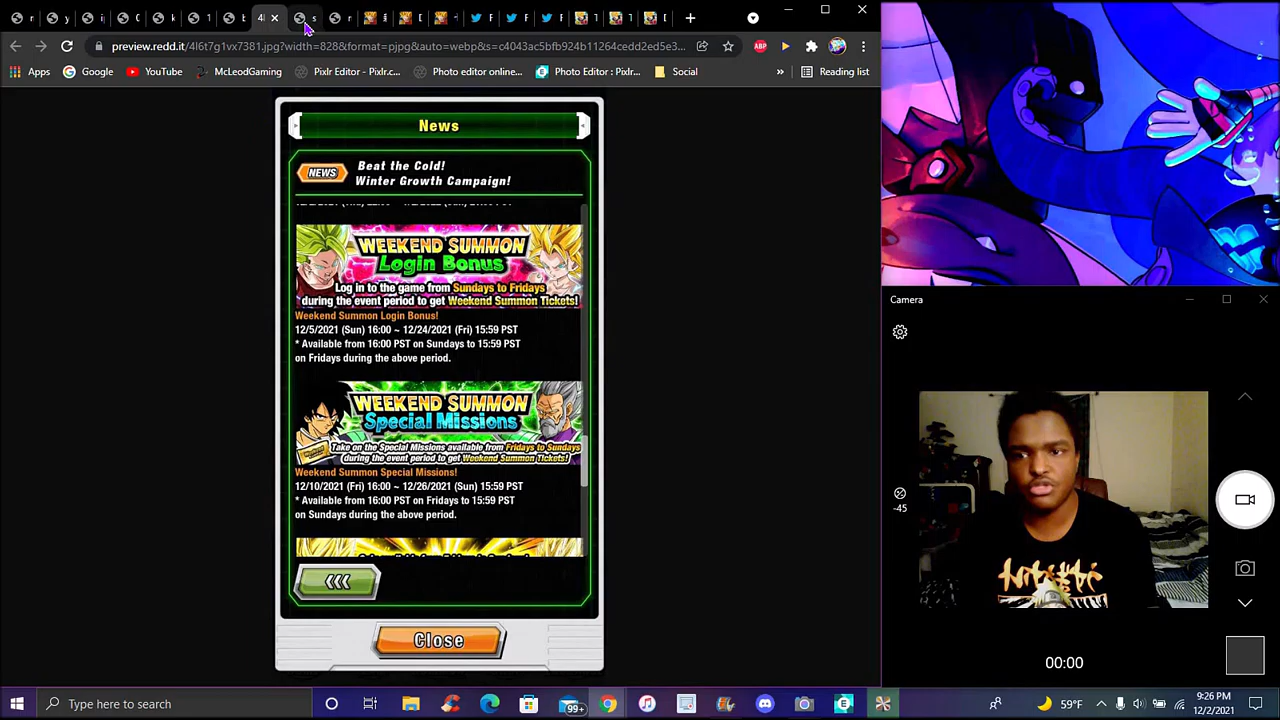 preview.redd.it/4l6t7g1vx7381.jpg?width=828&format=pjpg&auto=webp&s=c4043ac5bfb924b11264cedd2ed5e3...
ABP
Apps
Google
YouTube
McLeodGaming
Pixlr Editor - Pixlr.c...
Photo editor online...
Photo Editor : Pixlr...
Social
»
Reading list
News
NEWS
Beat the Cold!
Winter Growth Campaign!
WEEKEND SUMMON
Login Bonus
Log in to the game from Sundays to Fridays
during the event period to get Weekend Summon Tickets!
Weekend Summon Login Bonus!
12/5/2021 (Sun) 16:00 ~ 12/24/2021 (Fri) 15:59 PST
* Available from 16:00 PST on Sundays to 15:59 PST
on Fridays during the above period.
WEEKEND SUMMON
Special Missions
Take on the Special Missions available from Fridays to Sundays
during the event period to get Weekend Summon Tickets!
Weekend Summon Special Missions!
12/10/2021 (Fri) 16:00 ~ 12/26/2021 (Sun) 15:59 PST
* Available from 16:00 PST on Fridays to 15:59 PST
on Sundays during the above period.
Close
Camera
-45
00:00
Type here to search
99+
59°F
9:26 PM
12/2/2021